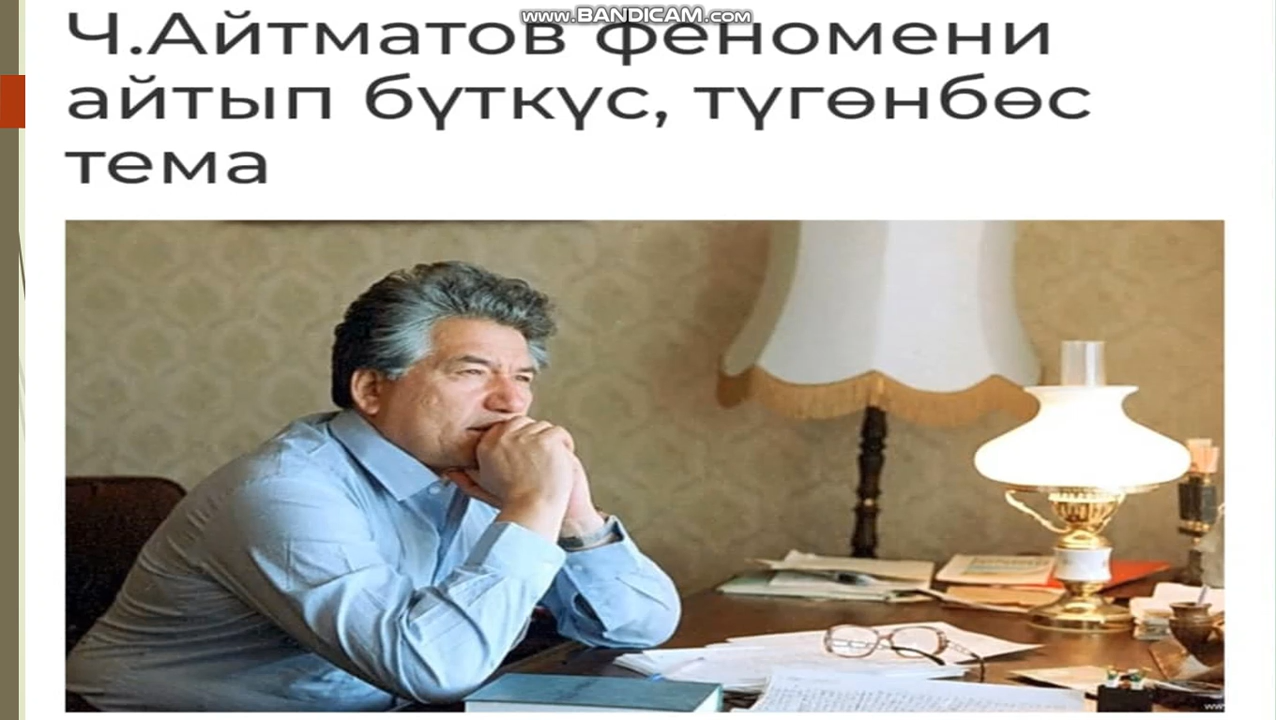 www.BANDICAM.com
Ч.Айтматов феномени
айтып бүткүс, түгөнбөс
тема